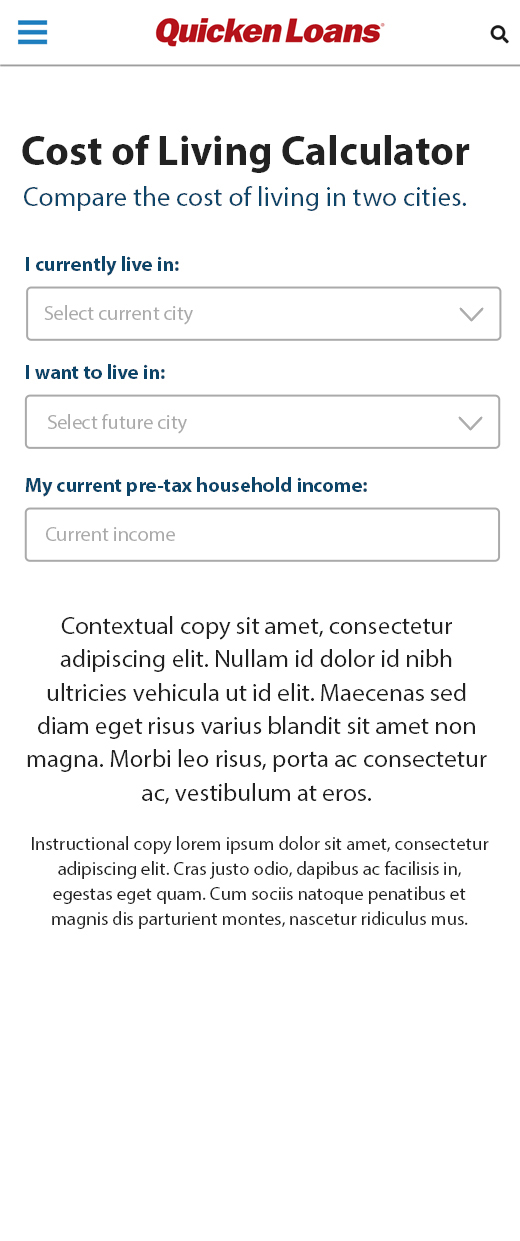 Quicken Loans
Cost of Living Calculator
Compare the cost of living in two cities.
I currently live in:
Select current city
I want to live in:
Select future city
My current pre-tax household income:
Current income
Contextual copy sit amet, consectetur
adipiscing elit. Nullam id dolor id nibh
ultricies vehicula ut id elit. Maecenas sed
diam eget risus varius blandit sit amet non
magna. Morbi leo risus, porta ac consectetur
ac, vestibulum at eros.
Instructional copy lorem ipsum dolor sit amet, consectetur
adipiscing elit. Cras justo odio, dapibus ac facilisis in,
egestas eget quam. Cum sociis natoque penatibus et
magnis dis parturient montes, nascetur ridiculus mus.